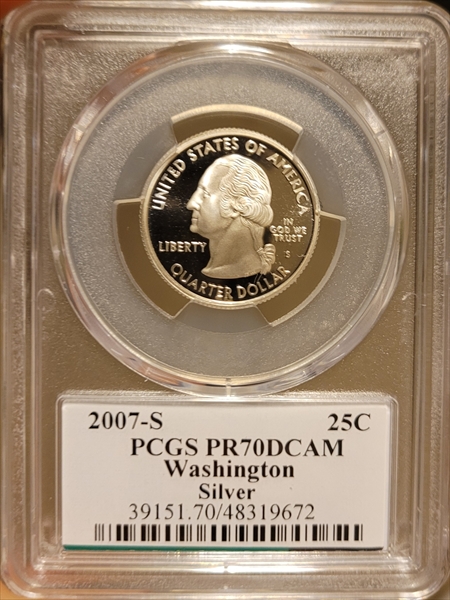 UNITED STATES OF AMERICA
IN
GOD WE
TRUST
LIBERTY
S
QUARTER DOLLAR
2007-S 25C
PCGS PR70DCAM
Washington
Silver
39151.70/48319672